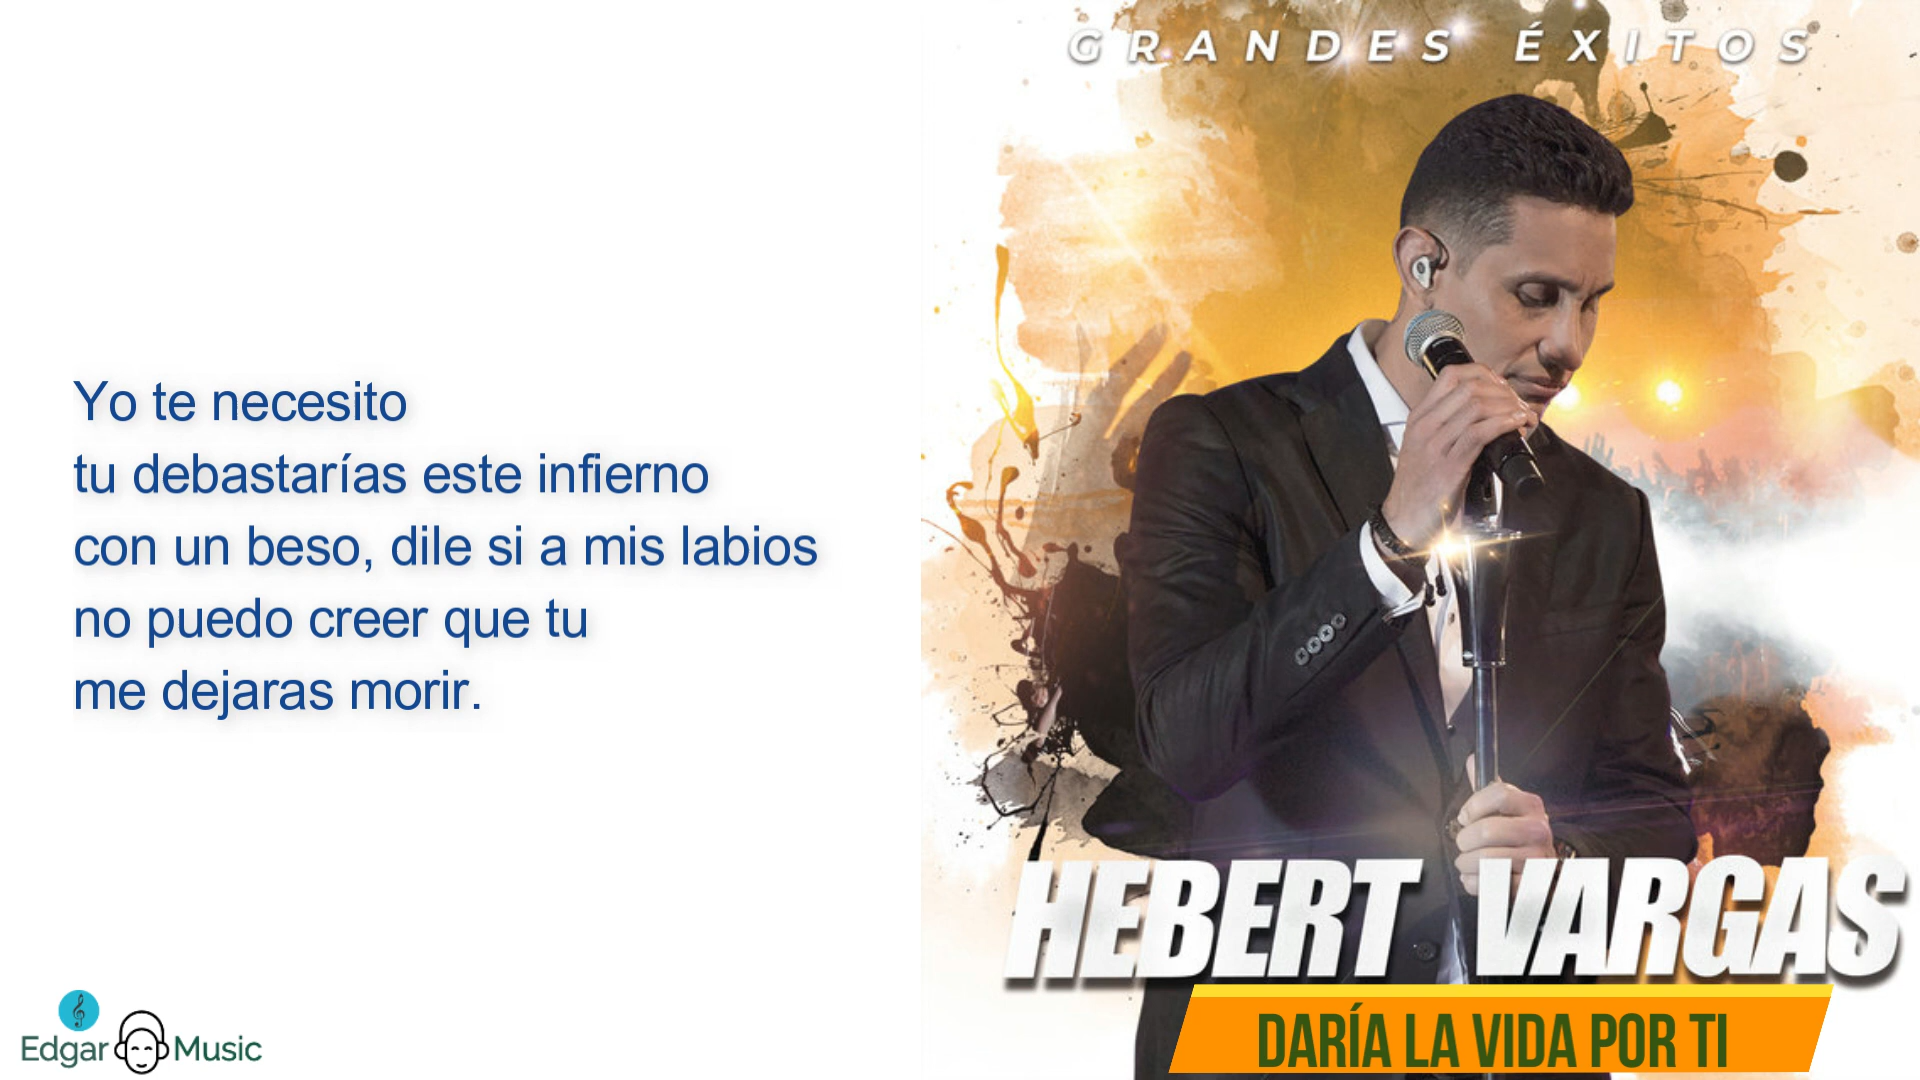 Yo te necesito
tu debastarías este infierno
con un beso, dile si a mis labios
no puedo creer que tu
me dejaras morir.
Edgar Music
GRANDES ÉXITOS
HEBERT VARGAS
DARÍA LA VIDA POR TI